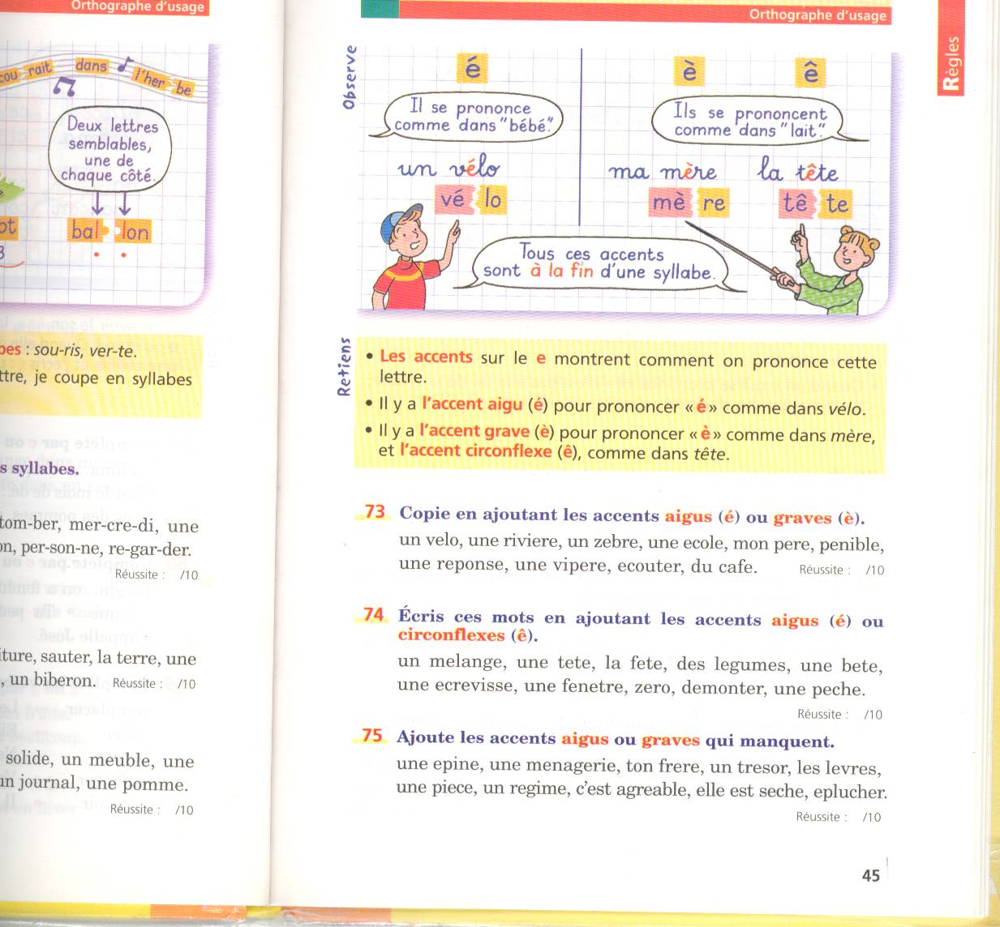 Orthographe d'usage
cou rait dans l'her be
Deux lettres
semblables,
une de
chaque côté.
ot
bal lon
3
: sou-ris, ver-te.
je coupe en syllabes
s syllabes.
tom-ber, mer-cre-di, une
per-son-ne, re-gar-der.
Réussite : /10
sauter, la terre, une
, un biberon. Réussite : /10
solide, un meuble, une
un journal, une pomme.
Réussite : /10
Orthographe d'usage
Règles
Observe
é
è ê
Il se prononce
comme dans "bébé".
Ils se prononcent
comme dans "lait".
un vélo
ma mère la tête
vé lo
mè re tê te
Tous ces accents
sont à la fin d'une syllabe.
Retiens
• Les accents sur le e montrent comment on prononce cette
lettre.
• Il y a l'accent aigu (é) pour prononcer « é » comme dans vélo.
• Il y a l'accent grave (è) pour prononcer « è » comme dans mère,
et l'accent circonflexe (ê), comme dans tête.
73 Copie en ajoutant les accents aigus (é) ou graves (è).
un velo, une riviere, un zebre, une ecole, mon pere, penible,
une reponse, une vipere, ecouter, du cafe. Réussite : /10
74 Écris ces mots en ajoutant les accents aigus (é) ou
circonflexes (ê).
un melange, une tete, la fete, des legumes, une bete,
une ecrevisse, une fenetre, zero, demonter, une peche.
Réussite : /10
75 Ajoute les accents aigus ou graves qui manquent.
une epine, une menagerie, ton frere, un tresor, les levres,
une piece, un regime, c'est agreable, elle est seche, eplucher.
Réussite : /10
45